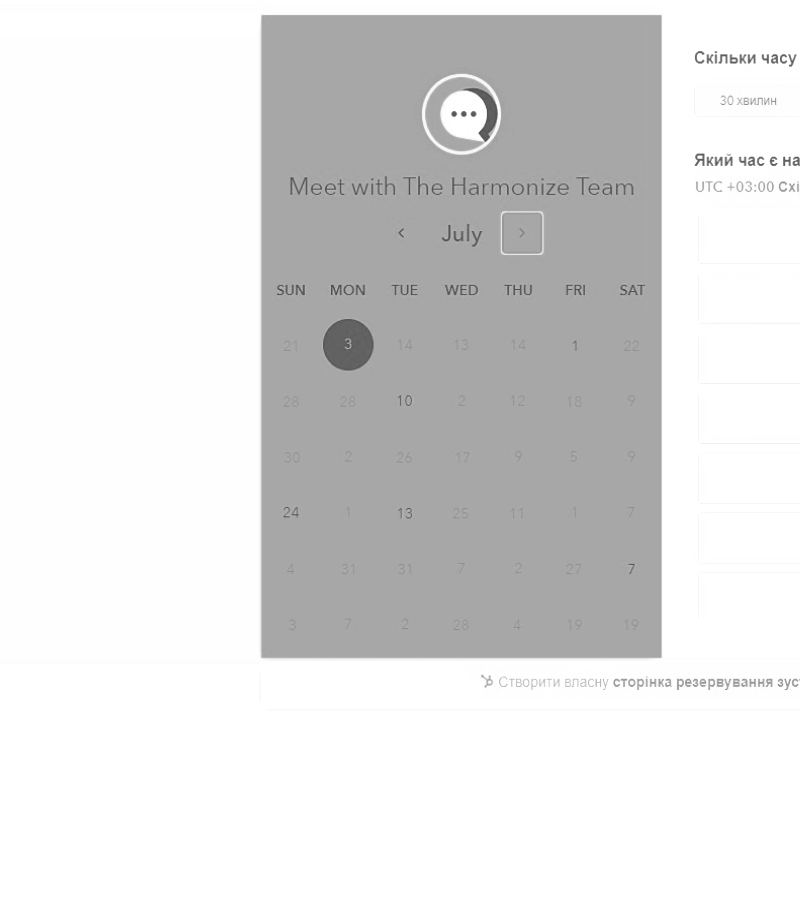 Meet with The Harmonize Team
July
SUN MON TUE WED THU FRI SAT
21 3 14 13 14 1 22
28 28 10 2 12 18 9
30 2 26 17 9 5 9
24 1 13 25 11 1 7
4 31 31 7 2 27 7
3 7 2 28 4 19 19
Скільки часу
30 хвилин
Який час є на
UTC +03:00 Схі
Створити власну сторінка резервування зус